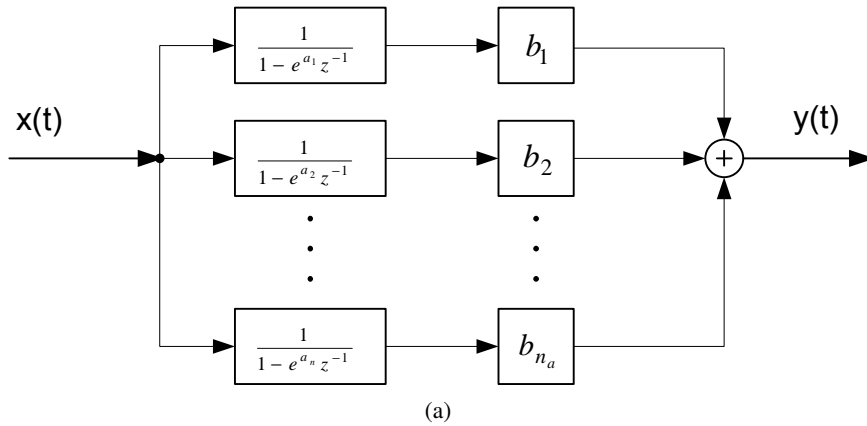 1 / (1 − e^{a_1} z^{−1})
b_1
x(t)
y(t)
1 / (1 − e^{a_2} z^{−1})
b_2
+
1 / (1 − e^{a_n} z^{−1})
b_{n_a}
(a)